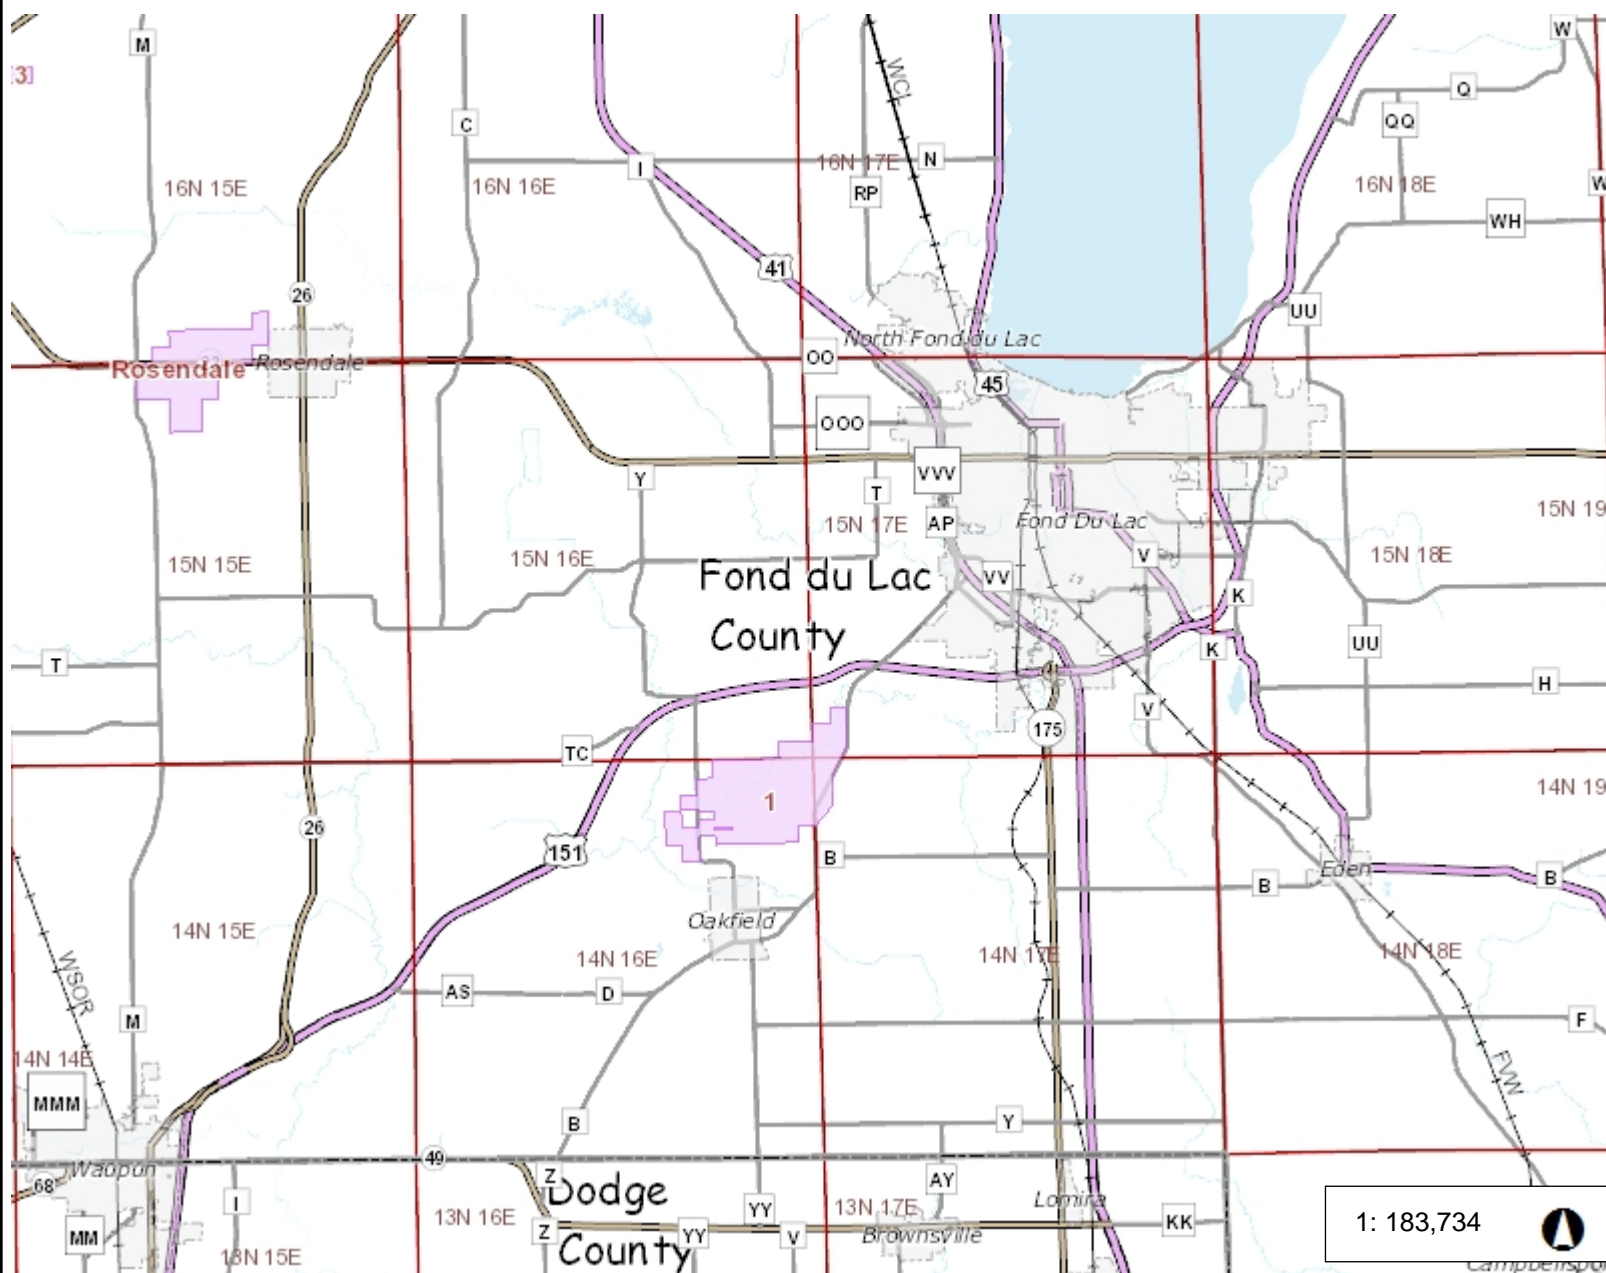 M
W
3
Q
QQ
C
WCL
16N 17E
N
I
16N 15E
16N 16E
RP
16N 18E
W
WH
41
26
UU
North Fond du Lac
OO
Rosendale
Rosendale
45
OOO
VVV
Y
T
AP
15N 17E
Fond Du Lac
15N 19
15N 15E
15N 16E
V
15N 18E
Fond du Lac
County
VV
K
K
UU
T
H
V
175
TC
1
14N 19
26
151
B
Eden
B
B
Oakfield
14N 15E
14N 16E
14N 17E
14N 18E
WSOR
AS
D
M
F
14N 14E
FVW
MMM
B
Y
49
Waupun
68
Z
Dodge
County
AY
I
YY
Lomira
13N 16E
13N 17E
KK
MM
Z
YY
V
Brownsville
13N 15E
1: 183,734